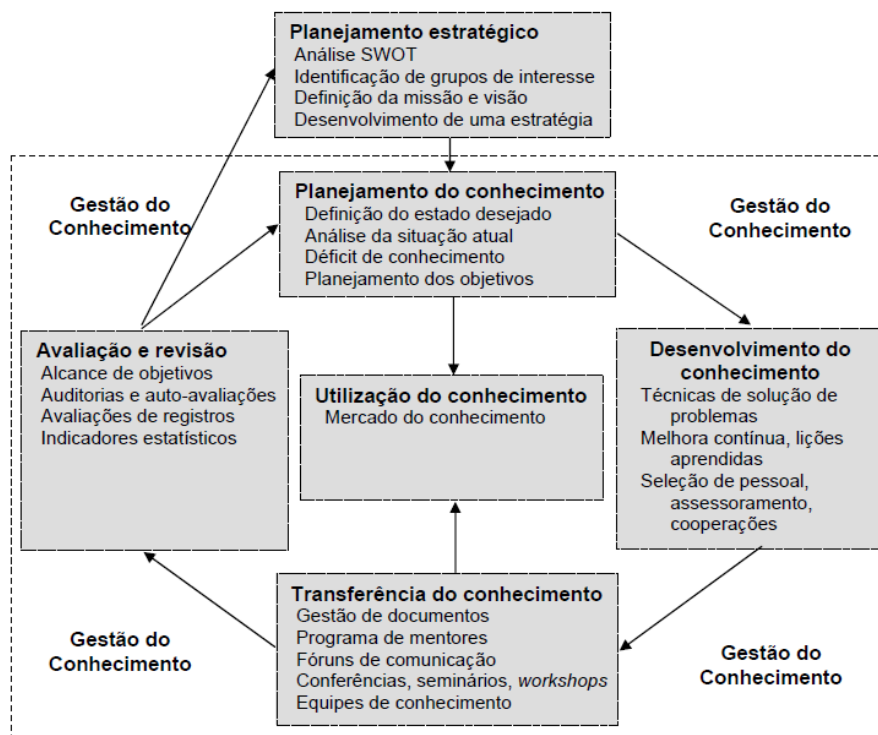 Planejamento estratégico
Análise SWOT
Identificação de grupos de interesse
Definição da missão e visão
Desenvolvimento de uma estratégia
Gestão do
Conhecimento
Planejamento do conhecimento
Definição do estado desejado
Análise da situação atual
Déficit de conhecimento
Planejamento dos objetivos
Gestão do
Conhecimento
Avaliação e revisão
Alcance de objetivos
Auditorias e auto-avaliações
Avaliações de registros
Indicadores estatísticos
Utilização do conhecimento
Mercado do conhecimento
Desenvolvimento do
conhecimento
Técnicas de solução de
problemas
Melhora contínua, lições
aprendidas
Seleção de pessoal,
assessoramento,
cooperações
Gestão do
Conhecimento
Transferência do conhecimento
Gestão de documentos
Programa de mentores
Fóruns de comunicação
Conferências, seminários, workshops
Equipes de conhecimento
Gestão do
Conhecimento